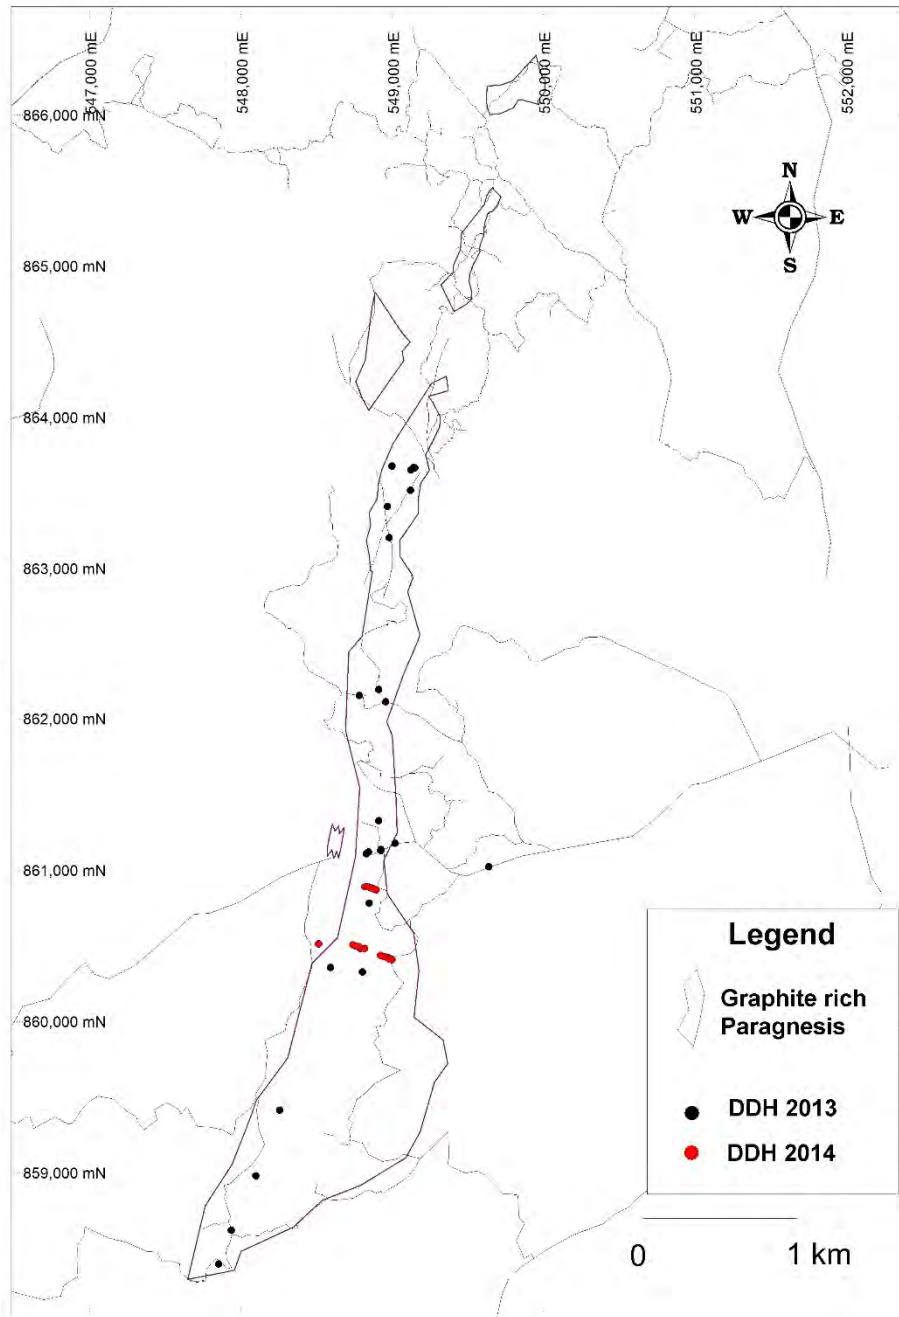 547,000 mE
548,000 mE
549,000 mE
550,000 mE
551,000 mE
552,000 mE
866,000 mN
N
W E
S
865,000 mN
864,000 mN
863,000 mN
862,000 mN
861,000 mN
860,000 mN
859,000 mN
Legend
Graphite rich
Paragnesis
DDH 2013
DDH 2014
0 1 km